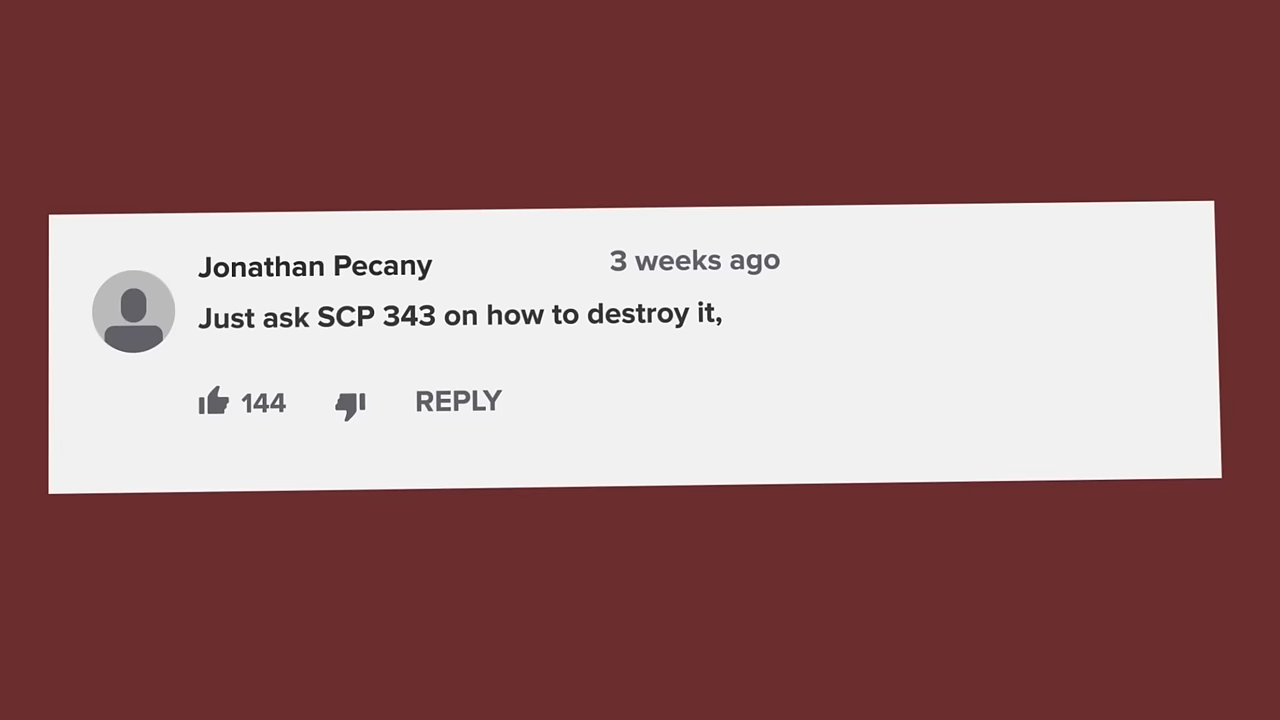 Jonathan Pecany 3 weeks ago
Just ask SCP 343 on how to destroy it,
144 REPLY